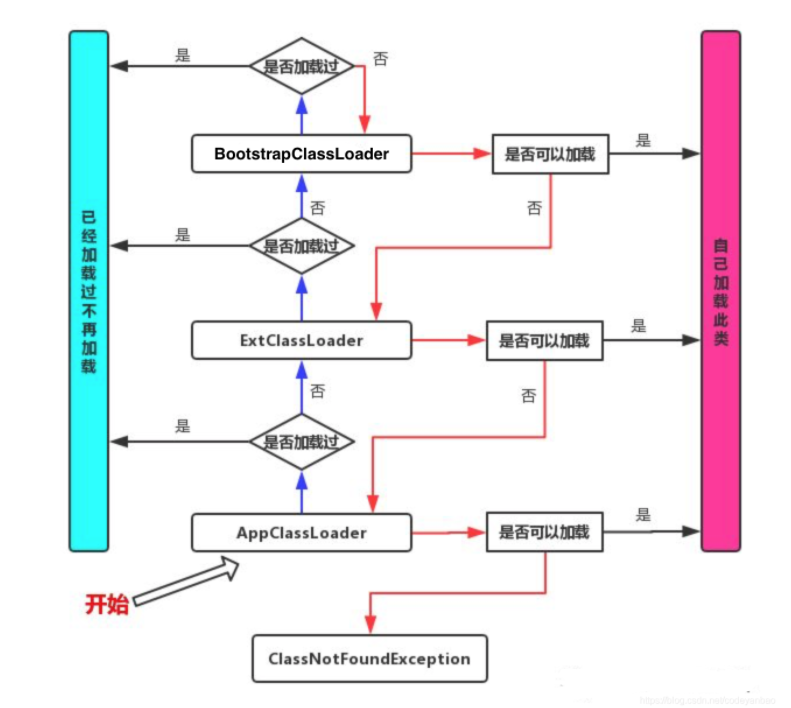 是
是否加载过
否
BootstrapClassLoader
是否可以加载
是
否
否
是
是否加载过
已经加载过不再加载
自己加载此类
ExtClassLoader
是否可以加载
是
否
否
是
是否加载过
AppClassLoader
是否可以加载
是
开始
ClassNotFoundException
https://blog.csdn.net/codeyanbao